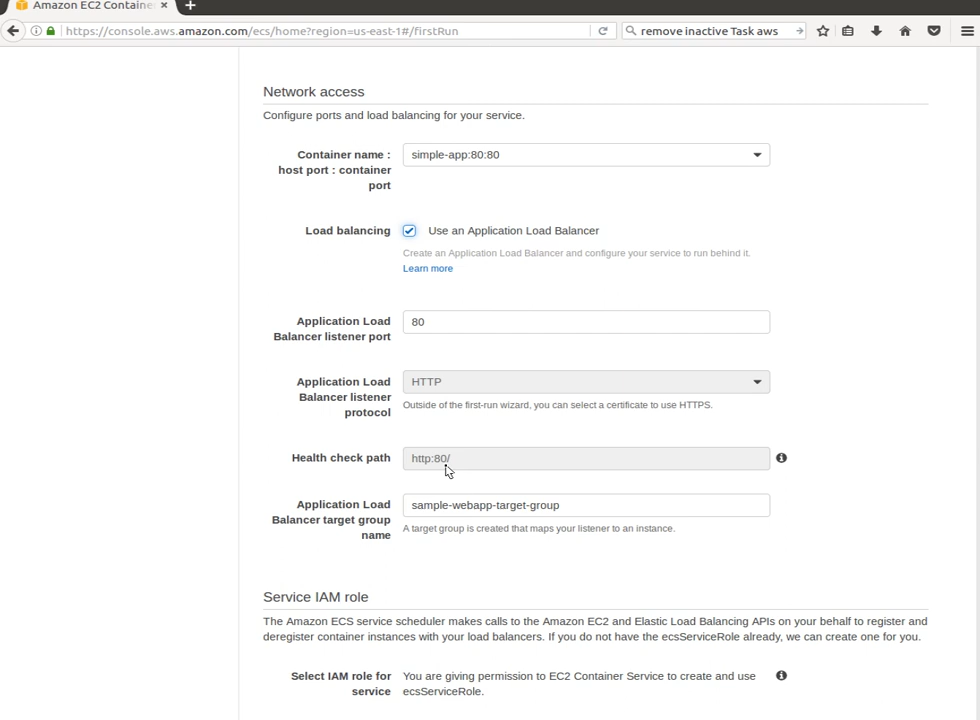 Amazon EC2 Container
https://console.aws.amazon.com/ecs/home?region=us-east-1#/firstRun
remove inactive Task aws
Network access
Configure ports and load balancing for your service.
Container name :
host port : container
port
simple-app:80:80
Load balancing
Use an Application Load Balancer
Create an Application Load Balancer and configure your service to run behind it.
Learn more
Application Load
Balancer listener port
80
Application Load
Balancer listener
protocol
HTTP
Outside of the first-run wizard, you can select a certificate to use HTTPS.
Health check path
http:80/
Application Load
Balancer target group
name
sample-webapp-target-group
A target group is created that maps your listener to an instance.
Service IAM role
The Amazon ECS service scheduler makes calls to the Amazon EC2 and Elastic Load Balancing APIs on your behalf to register and
deregister container instances with your load balancers. If you do not have the ecsServiceRole already, we can create one for you.
Select IAM role for
service
You are giving permission to EC2 Container Service to create and use
ecsServiceRole.